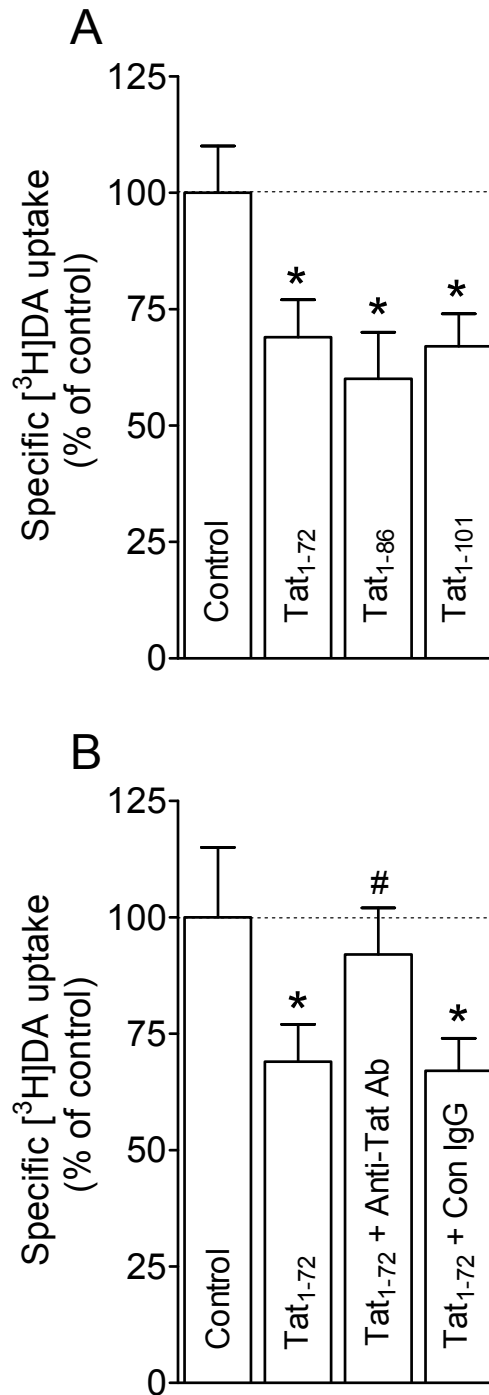 A
Specific [³H]DA uptake
(% of control)
125
100
75
50
25
0
* * *
Control
Tat₁₋₇₂
Tat₁₋₈₆
Tat₁₋₁₀₁
B
Specific [³H]DA uptake
(% of control)
125
100
75
50
25
0
* # *
Control
Tat₁₋₇₂
Tat₁₋₇₂ + Anti-Tat Ab
Tat₁₋₇₂ + Con IgG